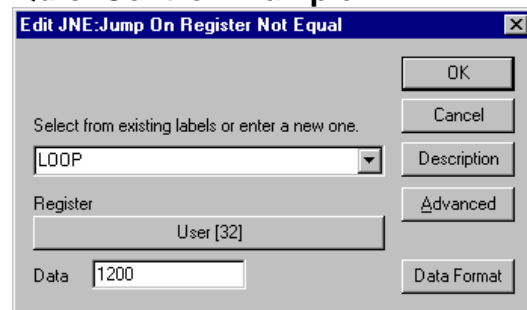 Edit JNE:Jump On Register Not Equal
OK
Select from existing labels or enter a new one.
Cancel
LOOP
Description
Register
Advanced
User [32]
Data 1200
Data Format